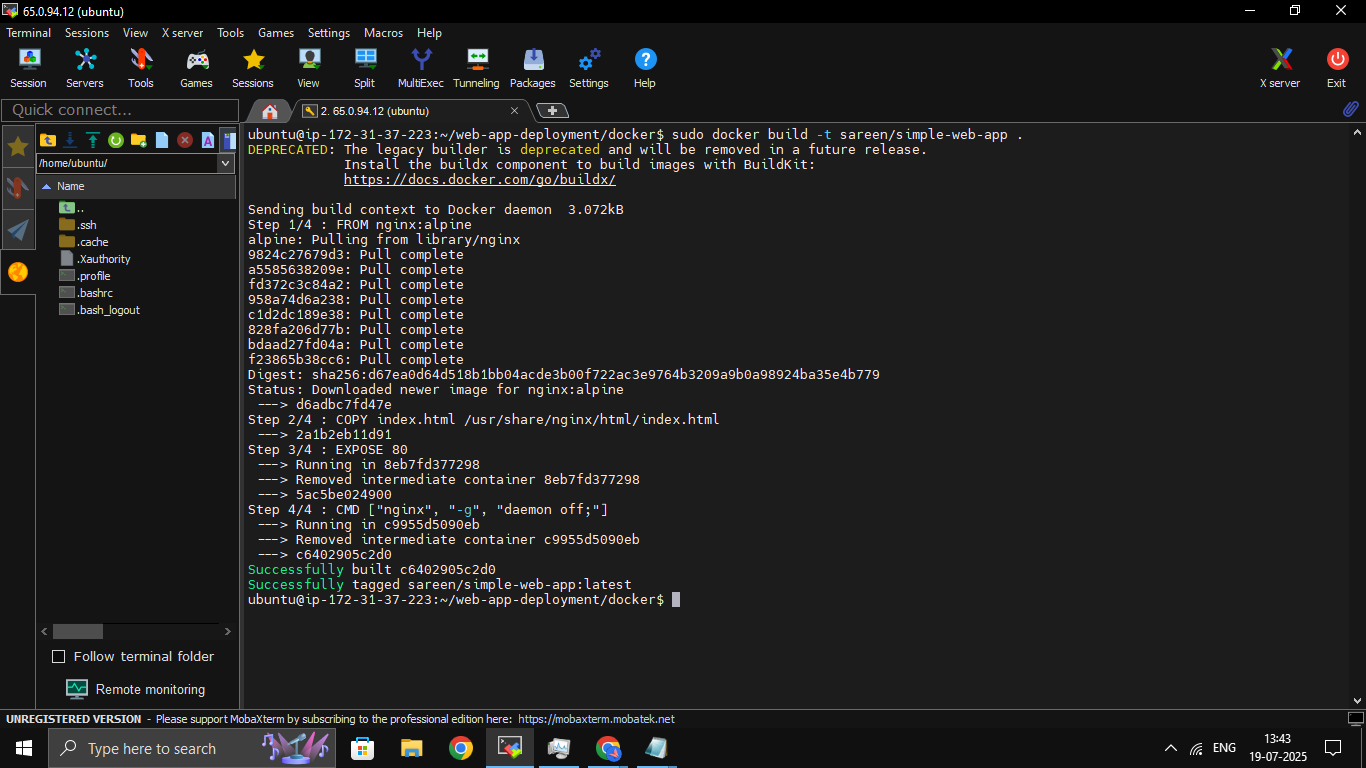 65.0.94.12 (ubuntu)
Terminal Sessions View X server Tools Games Settings Macros Help
Session Servers Tools Games Sessions View Split MultiExec Tunneling Packages Settings Help X server Exit
Quick connect...
2. 65.0.94.12 (ubuntu)
/home/ubuntu/
Name
..
.ssh
.cache
.Xauthority
.profile
.bashrc
.bash_logout
Follow terminal folder
Remote monitoring
ubuntu@ip-172-31-37-223:~/web-app-deployment/docker$ sudo docker build -t sareen/simple-web-app .
DEPRECATED: The legacy builder is deprecated and will be removed in a future release.
Install the buildx component to build images with BuildKit:
https://docs.docker.com/go/buildx/
Sending build context to Docker daemon  3.072kB
Step 1/4 : FROM nginx:alpine
alpine: Pulling from library/nginx
9824c27679d3: Pull complete
a5585638209e: Pull complete
fd372c3c84a2: Pull complete
958a74d6a238: Pull complete
c1d2dc189e38: Pull complete
828fa206d77b: Pull complete
bdaad27fd04a: Pull complete
f23865b38cc6: Pull complete
Digest: sha256:d67ea0d64d518b1bb04acde3b00f722ac3e9764b3209a9b0a98924ba35e4b779
Status: Downloaded newer image for nginx:alpine
---> d6adbc7fd47e
Step 2/4 : COPY index.html /usr/share/nginx/html/index.html
---> 2a1b2eb11d91
Step 3/4 : EXPOSE 80
---> Running in 8eb7fd377298
---> Removed intermediate container 8eb7fd377298
---> 5ac5be024900
Step 4/4 : CMD ["nginx", "-g", "daemon off;"]
---> Running in c9955d5090eb
---> Removed intermediate container c9955d5090eb
---> c6402905c2d0
Successfully built c6402905c2d0
Successfully tagged sareen/simple-web-app:latest
ubuntu@ip-172-31-37-223:~/web-app-deployment/docker$
UNREGISTERED VERSION - Please support MobaXterm by subscribing to the professional edition here: https://mobaxterm.mobatek.net
Type here to search
ENG
13:43
19-07-2025